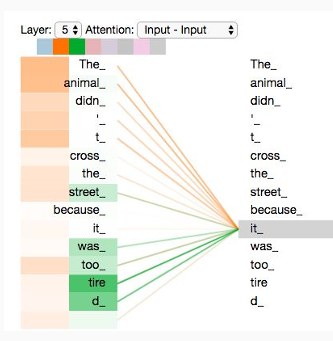 Layer: 5 Attention: Input - Input
The_ The_
animal_ animal_
didn_ didn_
'_ '_
t_ t_
cross_ cross_
the_ the_
street_ street_
because_ because_
it_ it_
was_ was_
too_ too_
tire tire
d_ d_